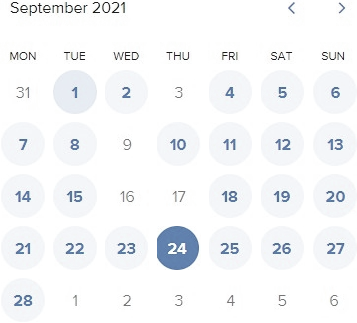 September 2021
MON TUE WED THU FRI SAT SUN
31 1 2 3 4 5 6
7 8 9 10 11 12 13
14 15 16 17 18 19 20
21 22 23 24 25 26 27
28 1 2 3 4 5 6